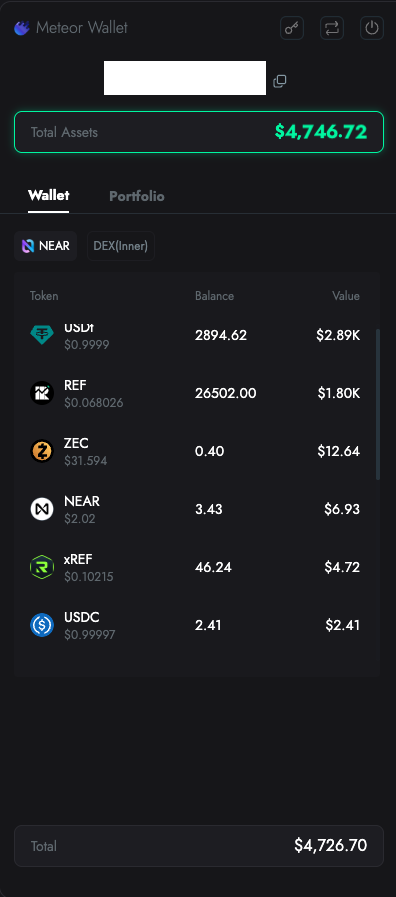 Meteor Wallet
Total Assets $4,746.72
Wallet Portfolio
NEAR DEX(Inner)
Token Balance Value
USDt 2894.62 $2.89K
$0.9999
REF 26502.00 $1.80K
$0.068026
ZEC 0.40 $12.64
$31.594
NEAR 3.43 $6.93
$2.02
xREF 46.24 $4.72
$0.10215
USDC 2.41 $2.41
$0.99997
Total $4,726.70